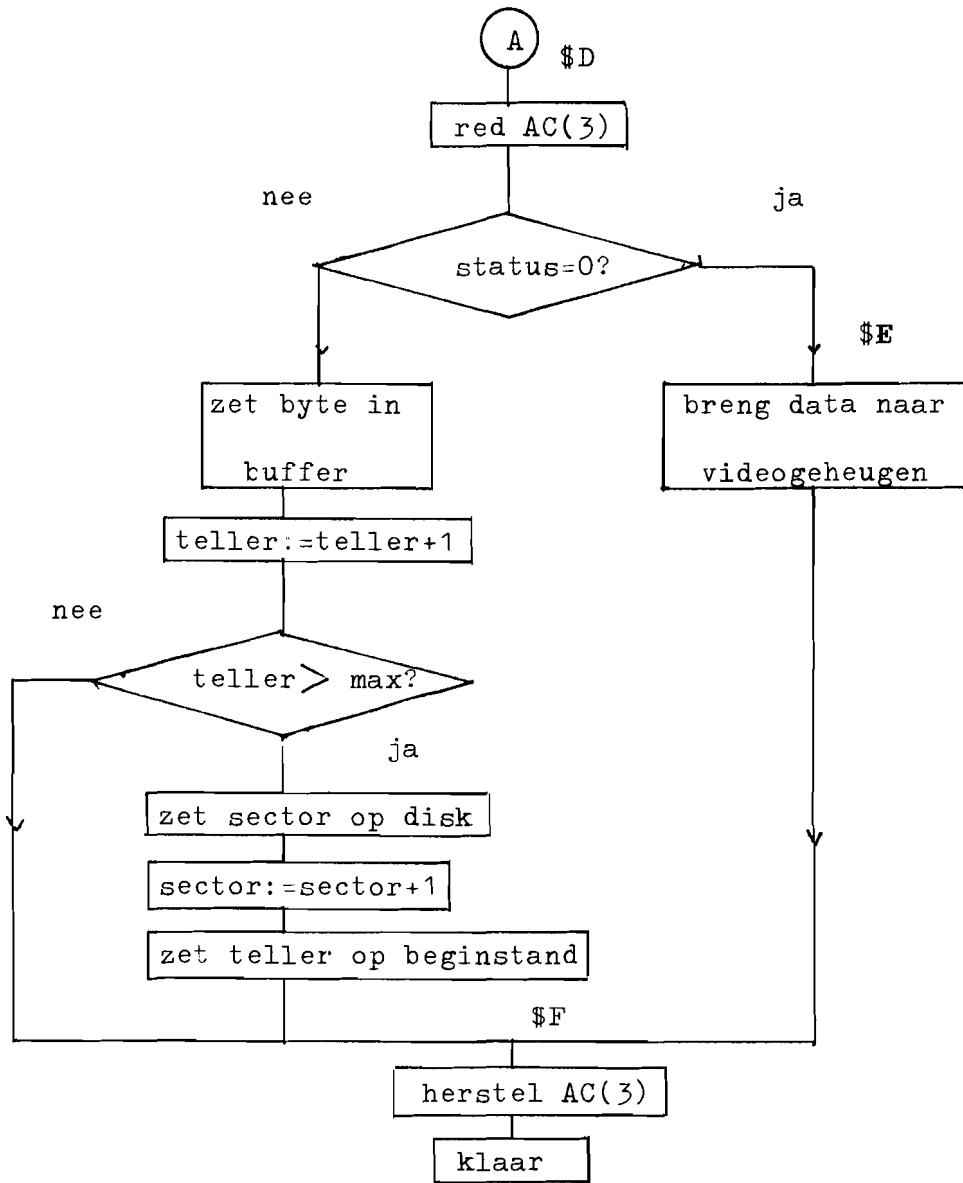 A
$D
red AC(3)
nee
ja
status=0?
$E
zet byte in
buffer
breng data naar
videogeheugen
teller:=teller+1
nee
teller> max?
ja
zet sector op disk
sector:=sector+1
zet teller op beginstand
$F
herstel AC(3)
klaar